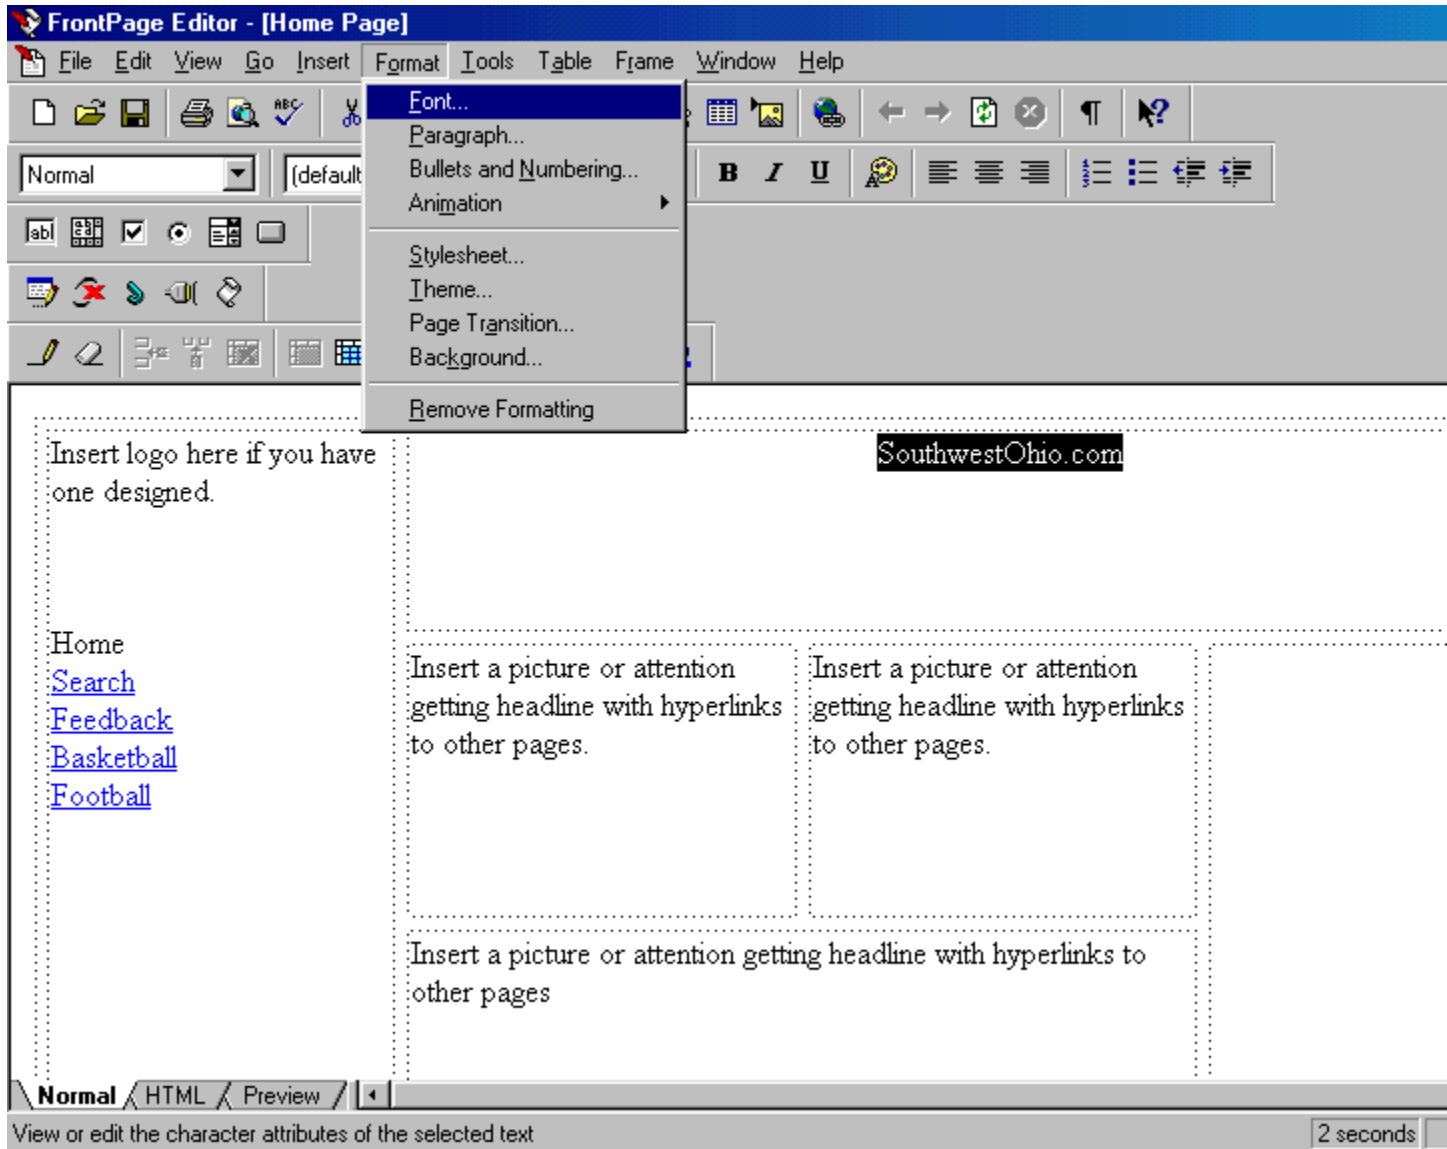 FrontPage Editor - [Home Page]
File Edit View Go Insert Format Tools Table Frame Window Help
Font...
ABC
Paragraph...
Normal
(default
Bullets and Numbering...
B I U
Animation
abl
Stylesheet...
Theme...
Page Transition...
Background...
Remove Formatting
Insert logo here if you have
one designed.
SouthwestOhio.com
Home
Search
Feedback
Basketball
Football
Insert a picture or attention
getting headline with hyperlinks
to other pages.
Insert a picture or attention
getting headline with hyperlinks
to other pages.
Insert a picture or attention getting headline with hyperlinks to
other pages
Normal HTML Preview
View or edit the character attributes of the selected text
2 seconds